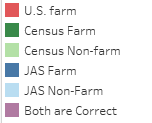 U.S. farm
Census Farm
Census Non-farm
JAS Farm
JAS Non-Farm
Both are Correct